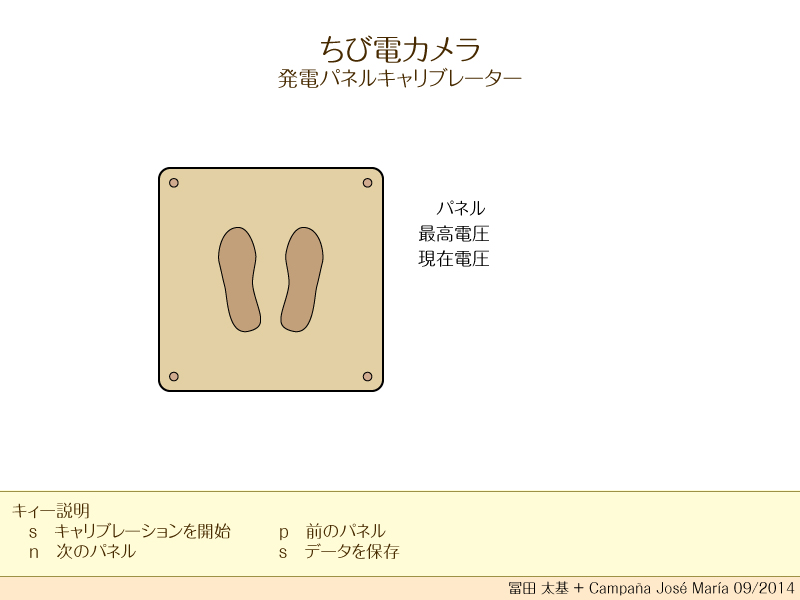 ちび電カメラ
発電パネルキャリブレーター
パネル
最高電圧
現在電圧
キィー説明
s キャリブレーションを開始 p 前のパネル
n 次のパネル s データを保存
冨田 太基 + Campaña José María 09/2014